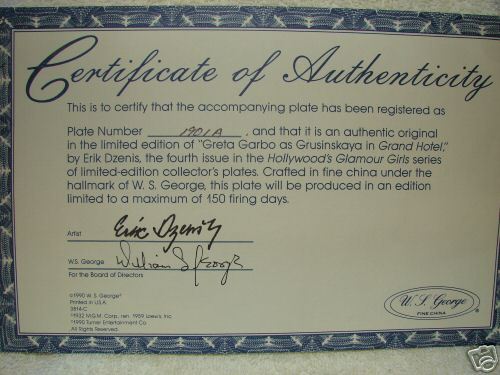 Certificate of Authenticity
This is to certify that the accompanying plate has been registered as
Plate Number 1901A, and that it is an authentic original
in the limited edition of "Greta Garbo as Grusinskaya in Grand Hotel,"
by Erik Dzenis, the fourth issue in the Hollywood's Glamour Girls series
of limited-edition collector's plates. Crafted in fine china under the
hallmark of W. S. George, this plate will be produced in an edition
limited to a maximum of 150 firing days.
Artist Eric Dzenis
W.S. George William S George
For the Board of Directors
©1990 W. S. George®
Printed in U.S.A.
3814-C
©1932 M.G.M. Corp., ren. 1959 Loew's, Inc.
©1990 Turner Entertainment Co.
All Rights Reserved.
W. S. George
FINE CHINA